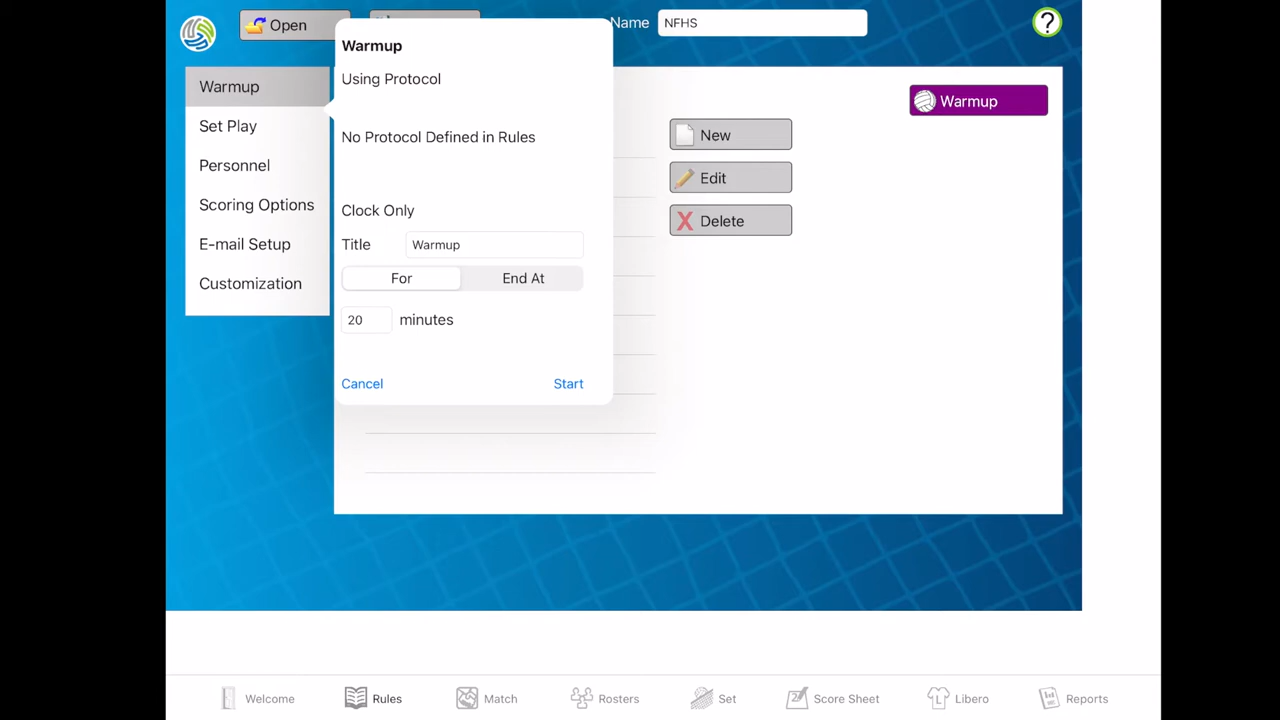 Open
Name NFHS
?
Warmup
Set Play
Personnel
Scoring Options
E-mail Setup
Customization
Warmup
Using Protocol
No Protocol Defined in Rules
Clock Only
Title Warmup
For End At
20 minutes
Cancel Start
Warmup
New
Edit
Delete
Welcome Rules Match Rosters Set Score Sheet Libero Reports